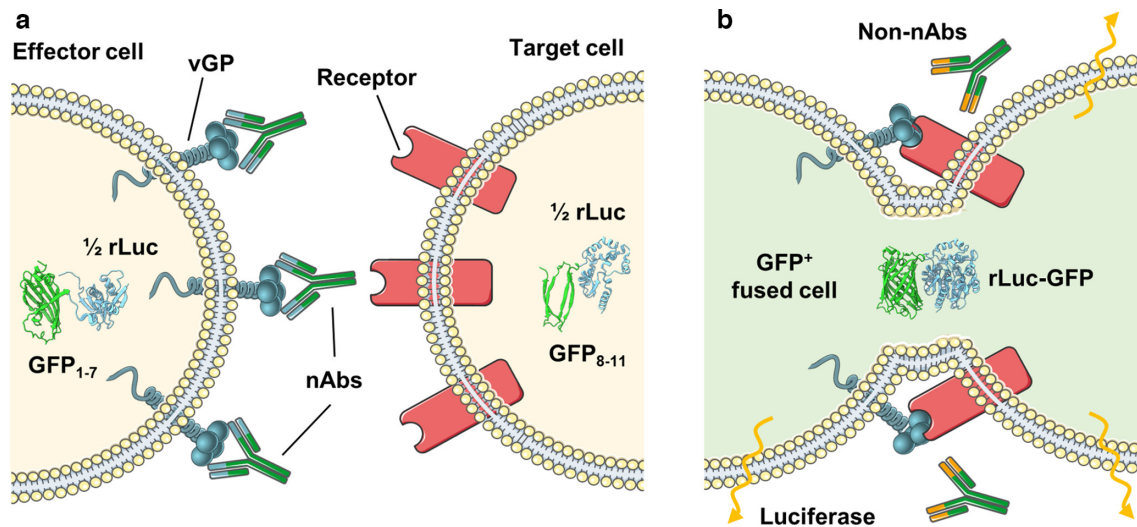 a
Effector cell
vGP
Receptor
Target cell
½ rLuc
GFP₁₋₇
nAbs
½ rLuc
GFP₈₋₁₁
b
Non-nAbs
GFP⁺
fused cell
rLuc-GFP
Luciferase